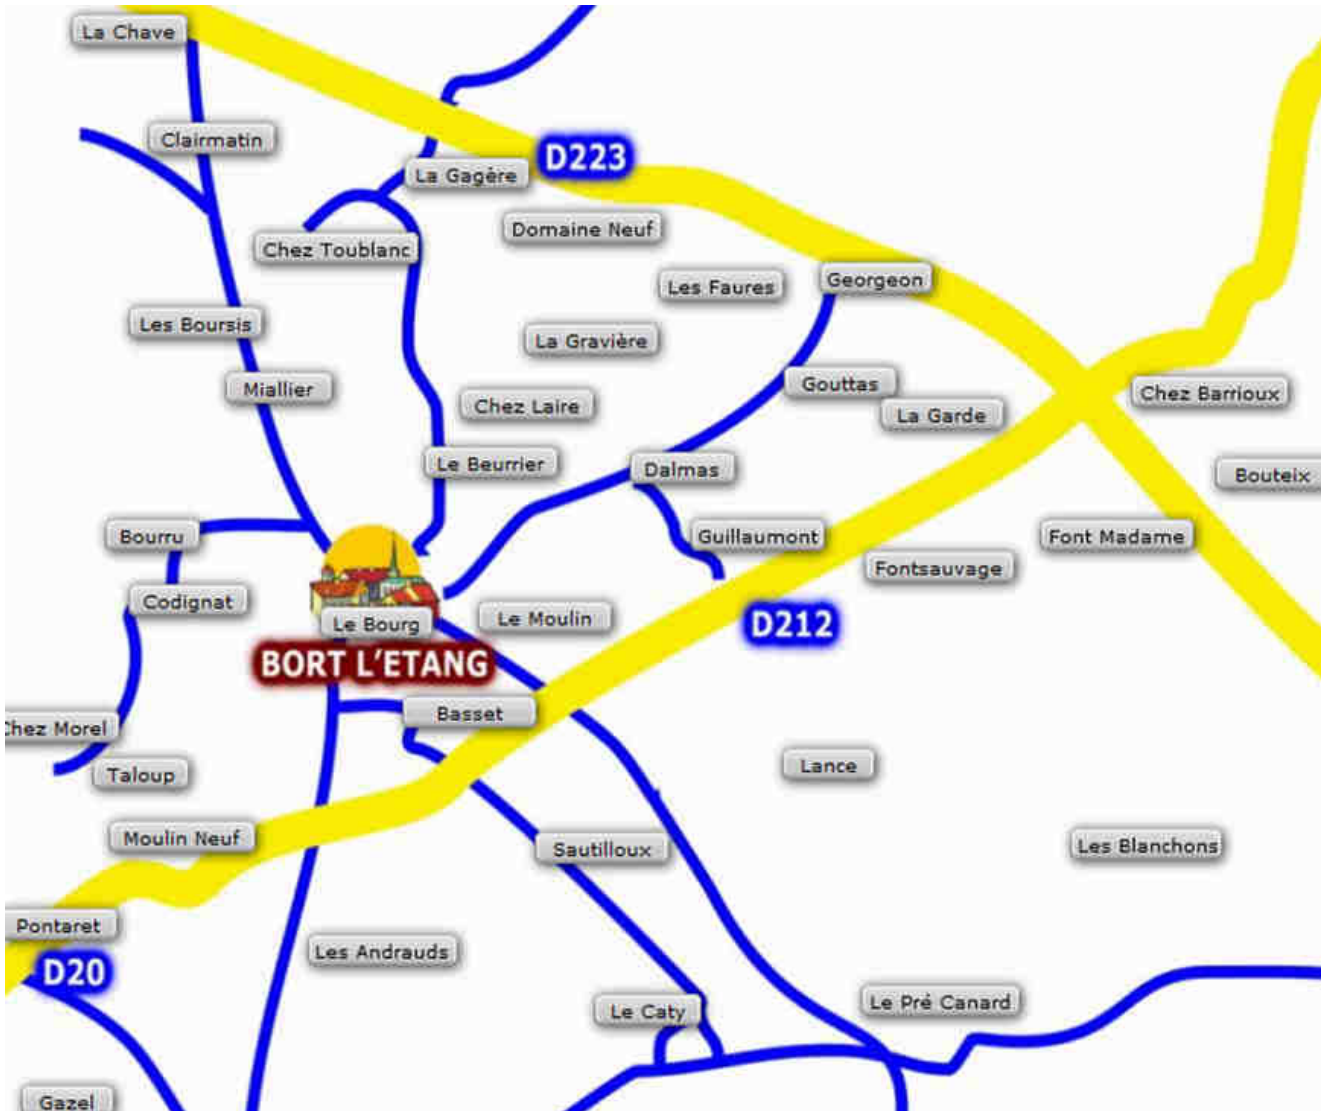 La Chave
Clairmatin
D223
La Gagère
Domaine Neuf
Chez Toublanc
Les Faures
Georgeon
Les Boursis
La Gravière
Miallier
Gouttas
Chez Barrioux
Chez Laire
La Garde
Le Beurrier
Dalmas
Bouteix
Bourru
Guillaumont
Font Madame
Fontsauvage
Codignat
Le Bourg
Le Moulin
D212
BORT L'ETANG
Basset
Chez Morel
Taloup
Lance
Moulin Neuf
Sautilloux
Les Blanchons
Pontaret
Les Andrauds
D20
Le Caty
Le Pré Canard
Gazel